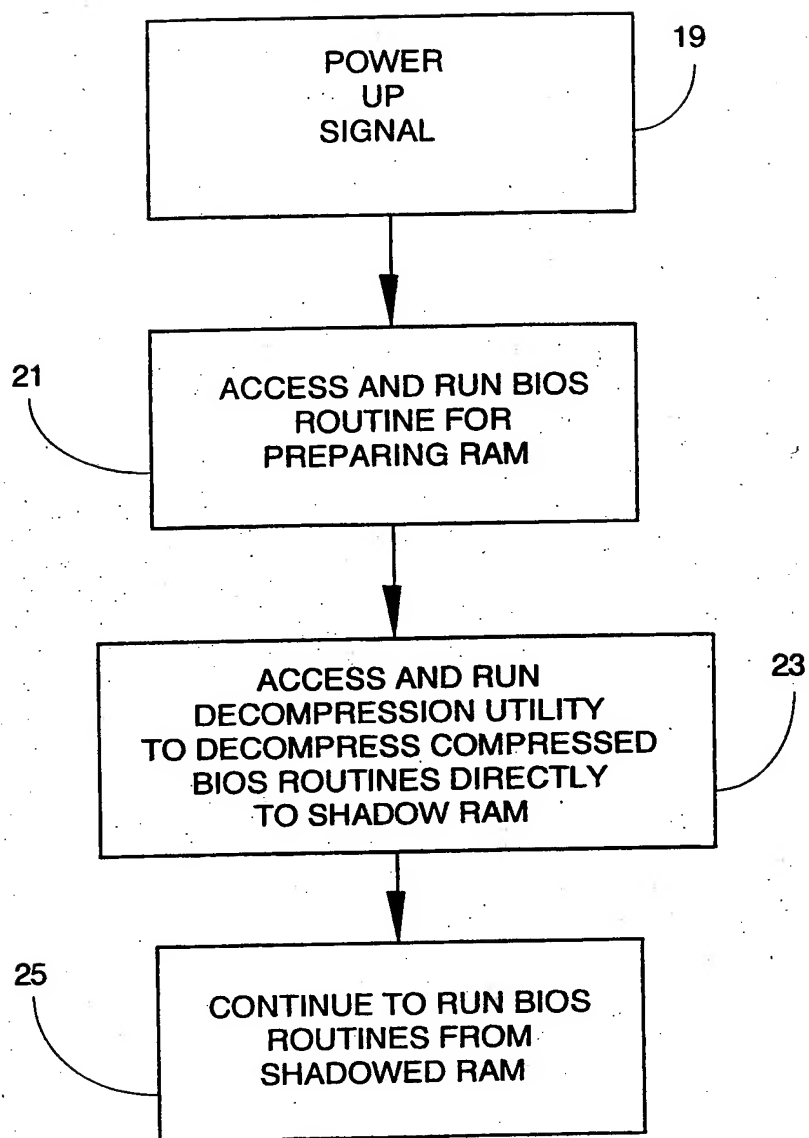 19
POWER
UP
SIGNAL
21
ACCESS AND RUN BIOS
ROUTINE FOR
PREPARING RAM
23
ACCESS AND RUN
DECOMPRESSION UTILITY
TO DECOMPRESS COMPRESSED
BIOS ROUTINES DIRECTLY
TO SHADOW RAM
25
CONTINUE TO RUN BIOS
ROUTINES FROM
SHADOWED RAM